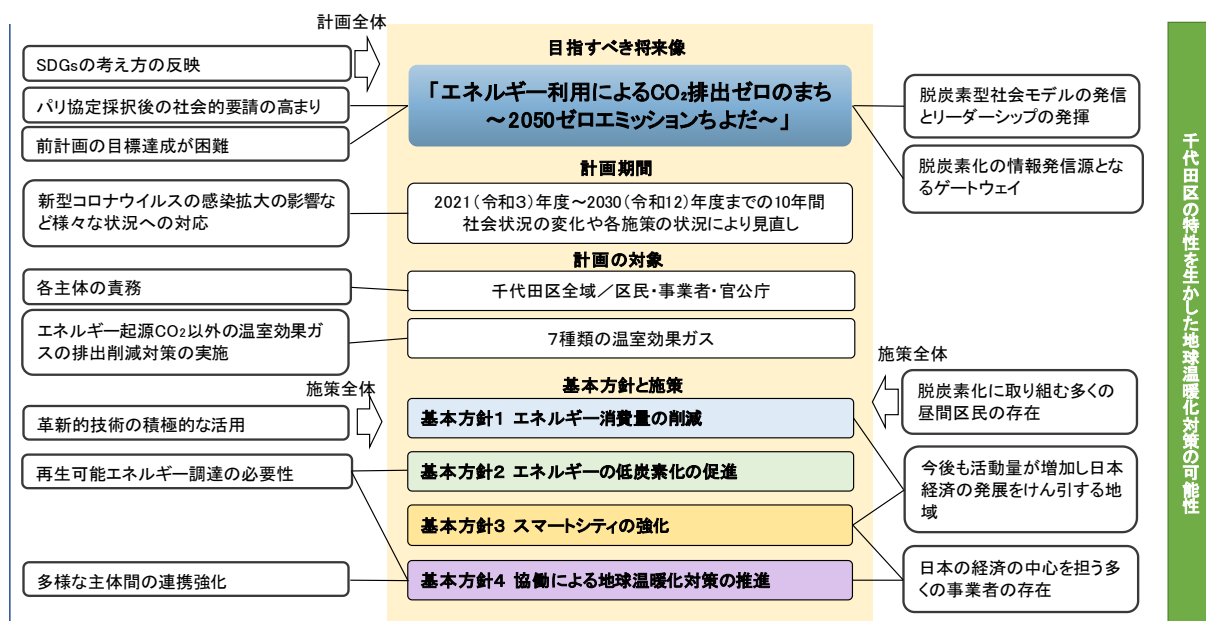 計画全体
SDGsの考え方の反映
パリ協定採択後の社会的要請の高まり
前計画の目標達成が困難
新型コロナウイルスの感染拡大の影響など様々な状況への対応
各主体の責務
エネルギー起源CO₂以外の温室効果ガスの排出削減対策の実施
施策全体
革新的技術の積極的な活用
再生可能エネルギー調達の必要性
多様な主体間の連携強化
目指すべき将来像
「エネルギー利用によるCO₂排出ゼロのまち
～2050ゼロエミッションちよだ～」
計画期間
2021（令和３）年度～2030（令和12）年度までの10年間
社会状況の変化や各施策の状況により見直し
計画の対象
千代田区全域／区民・事業者・官公庁
７種類の温室効果ガス
基本方針と施策
基本方針１ エネルギー消費量の削減
基本方針２ エネルギーの低炭素化の促進
基本方針３ スマートシティの強化
基本方針４ 協働による地球温暖化対策の推進
脱炭素型社会モデルの発信
とリーダーシップの発揮
脱炭素化の情報発信源とな
るゲートウェイ
施策全体
脱炭素化に取り組む多くの
昼間区民の存在
今後も活動量が増加し日本
経済の発展をけん引する地
域
日本の経済の中心を担う多
くの事業者の存在
千代田区の特性を生かした地球温暖化対策の可能性